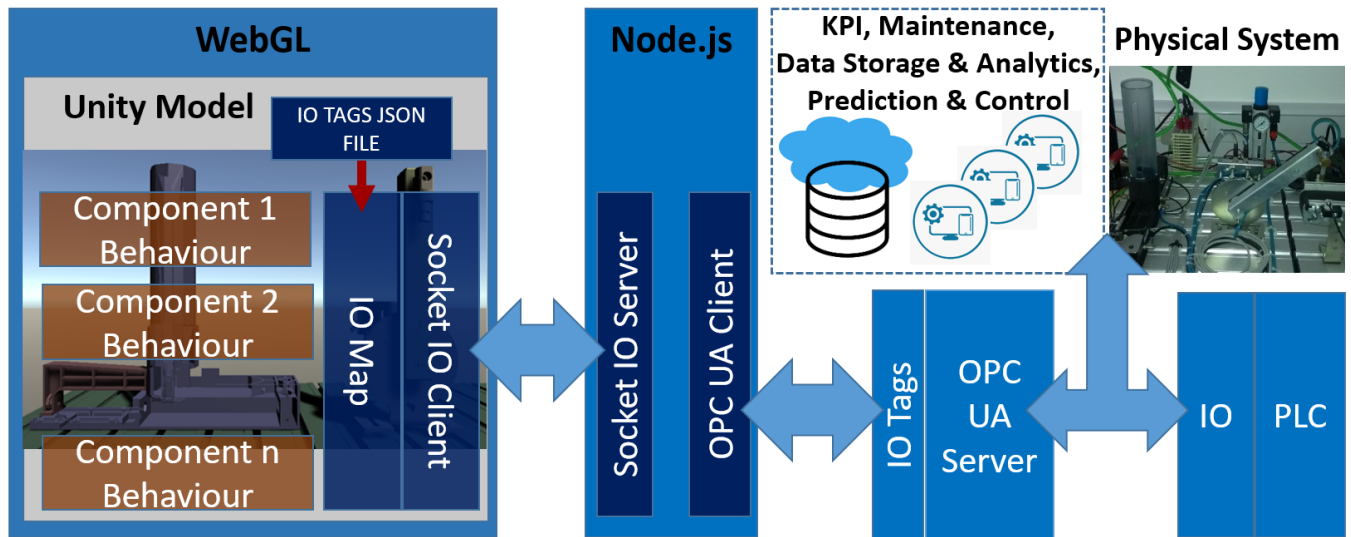 WebGL
Unity Model
IO TAGS JSON
FILE
Component 1
Behaviour
Component 2
Behaviour
Component n
Behaviour
IO Map
Socket IO Client
Node.js
Socket IO Server
OPC UA Client
KPI, Maintenance,
Data Storage & Analytics,
Prediction & Control
IO Tags
OPC
UA
Server
Physical System
IO
PLC